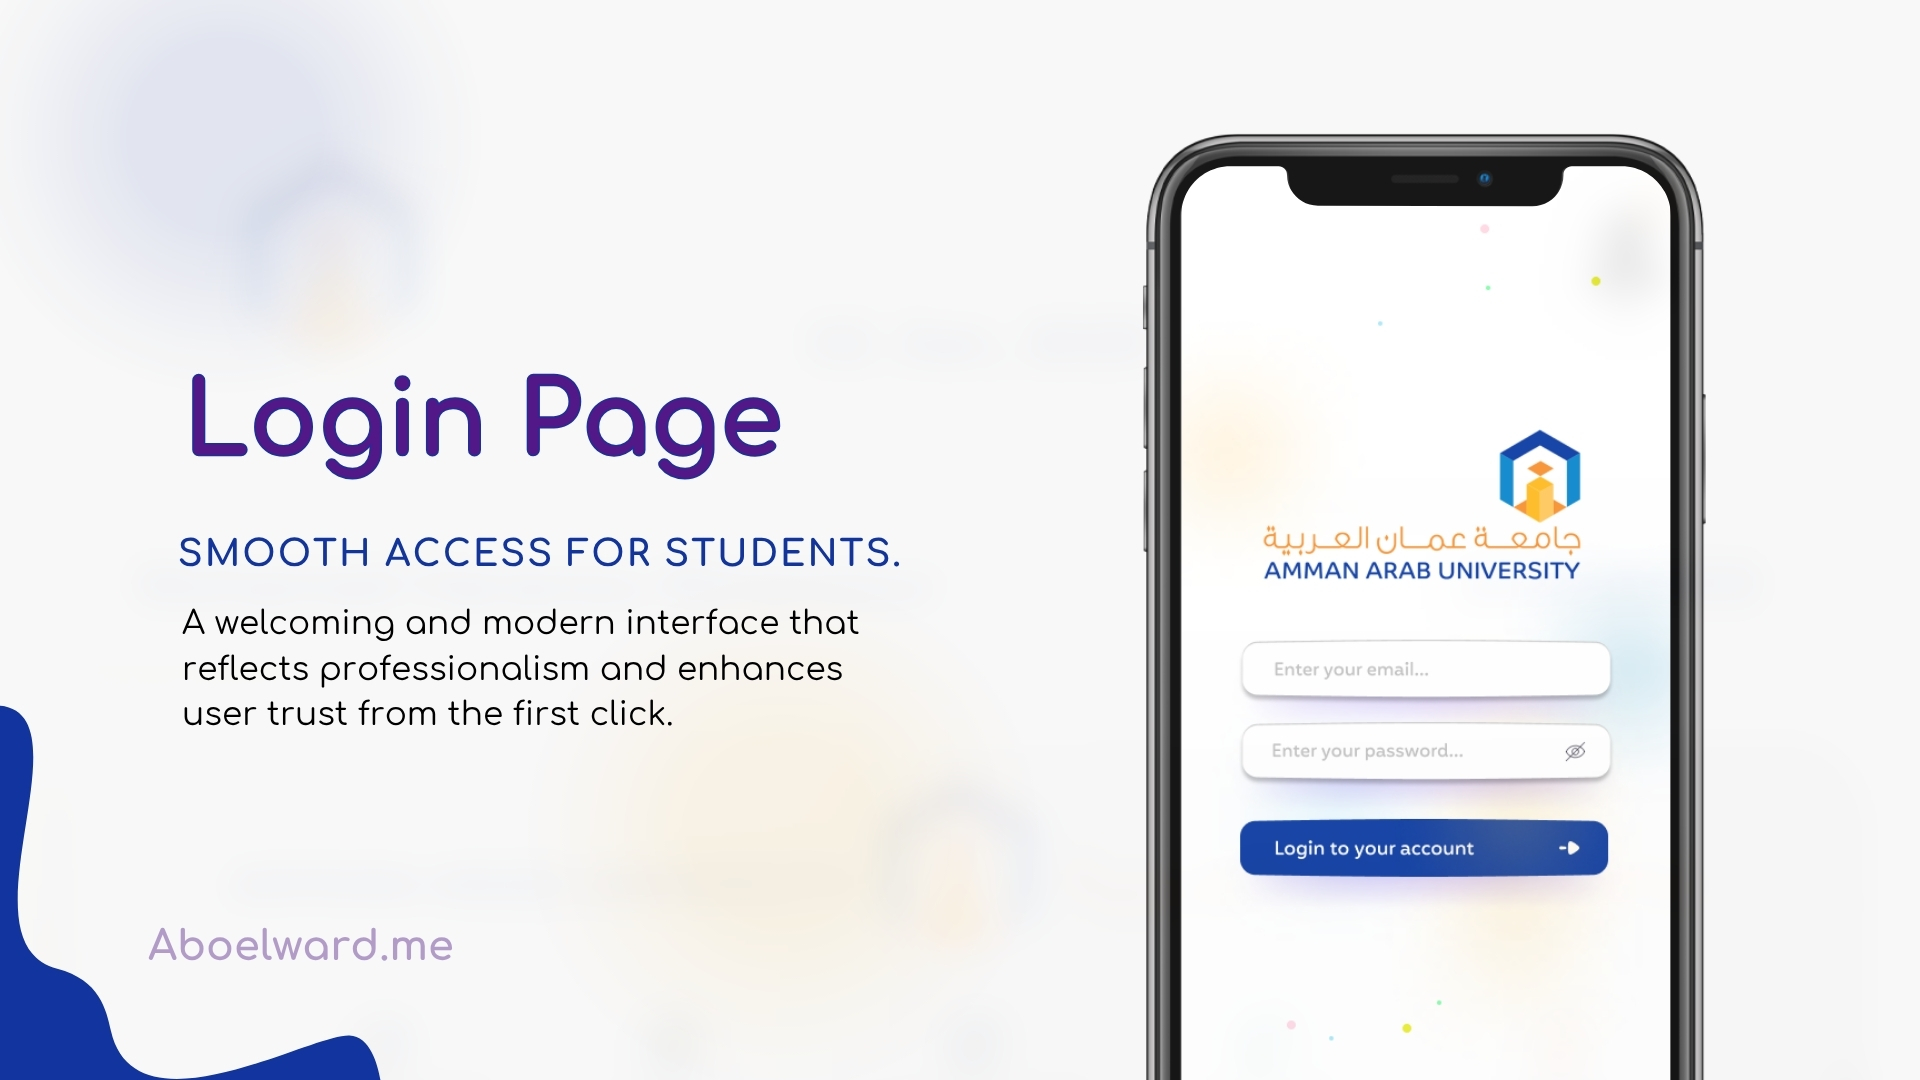 Login Page
SMOOTH ACCESS FOR STUDENTS.
A welcoming and modern interface that
reflects professionalism and enhances
user trust from the first click.
Aboelward.me
جامعة عمان العربية
AMMAN ARAB UNIVERSITY
Enter your email...
Enter your password...
Login to your account